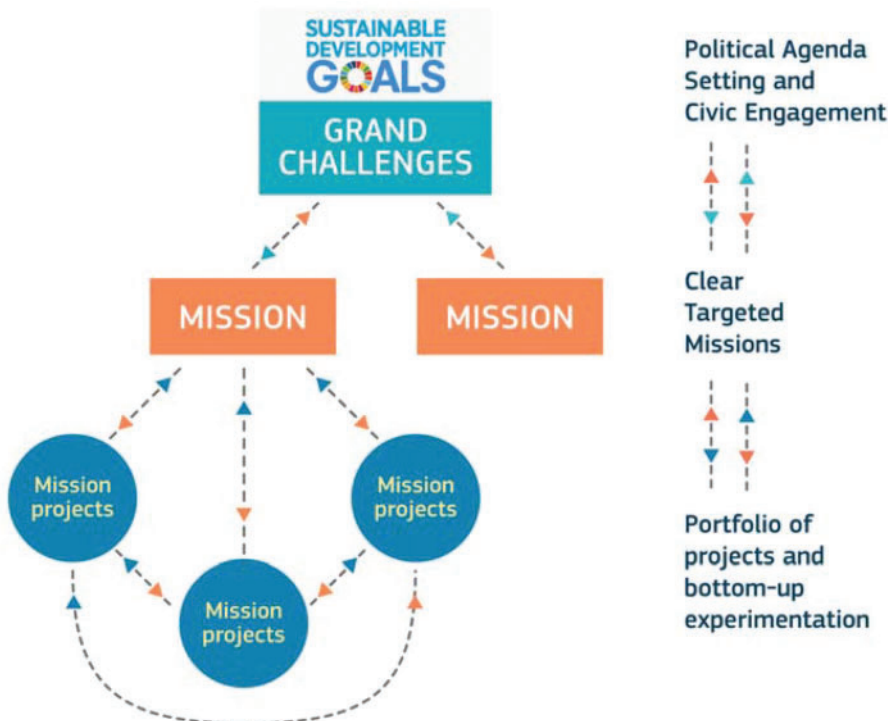 SUSTAINABLE
DEVELOPMENT
GOALS
GRAND
CHALLENGES
MISSION
MISSION
Mission
projects
Mission
projects
Mission
projects
Political Agenda
Setting and
Civic Engagement
Clear
Targeted
Missions
Portfolio of
projects and
bottom-up
experimentation